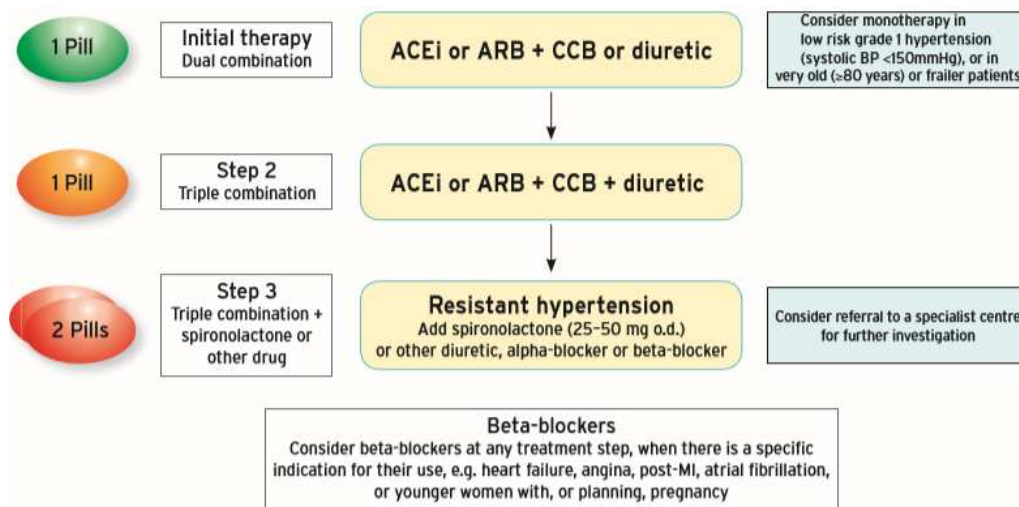 1 Pill
Initial therapy
Dual combination
ACEi or ARB + CCB or diuretic
Consider monotherapy in
low risk grade 1 hypertension
(systolic BP <150mmHg), or in
very old (≥80 years) or frailer patients
1 Pill
Step 2
Triple combination
ACEi or ARB + CCB + diuretic
2 Pills
Step 3
Triple combination +
spironolactone or
other drug
Resistant hypertension
Add spironolactone (25–50 mg o.d.)
or other diuretic, alpha-blocker or beta-blocker
Consider referral to a specialist centre
for further investigation
Beta-blockers
Consider beta-blockers at any treatment step, when there is a specific
indication for their use, e.g. heart failure, angina, post-MI, atrial fibrillation,
or younger women with, or planning, pregnancy